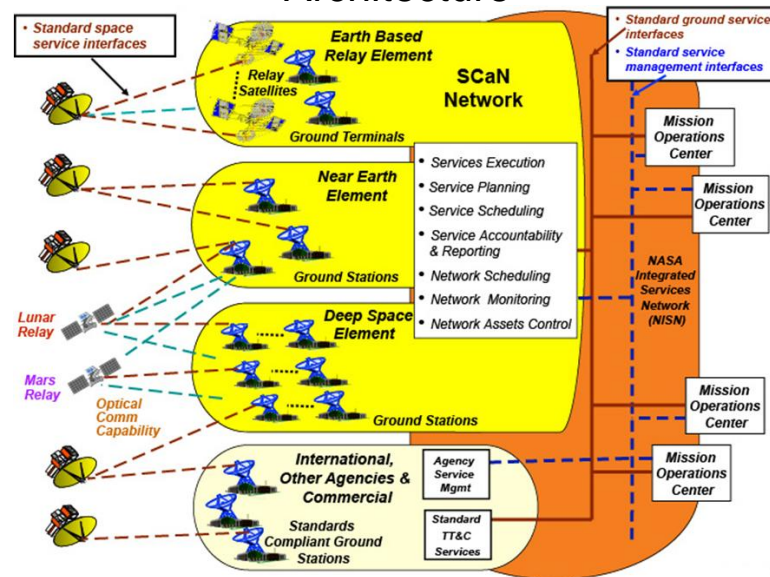 Architecture
• Standard space
service interfaces
Earth Based
Relay Element
Relay
Satellites
Ground Terminals
SCaN
Network
• Standard ground service
interfaces
• Standard service
management interfaces
Mission
Operations
Center
Mission
Operations
Center
Near Earth
Element
Ground Stations
• Services Execution
• Service Planning
• Service Scheduling
• Service Accountability
& Reporting
• Network Scheduling
• Network Monitoring
• Network Assets Control
NASA
Integrated
Services
Network
(NISN)
Lunar
Relay
Mars
Relay
Optical
Comm
Capability
Deep Space
Element
Ground Stations
Mission
Operations
Center
Mission
Operations
Center
International,
Other Agencies &
Commercial
Standards
Compliant Ground
Stations
Agency
Service
Mgmt
Standard
TT&C
Services